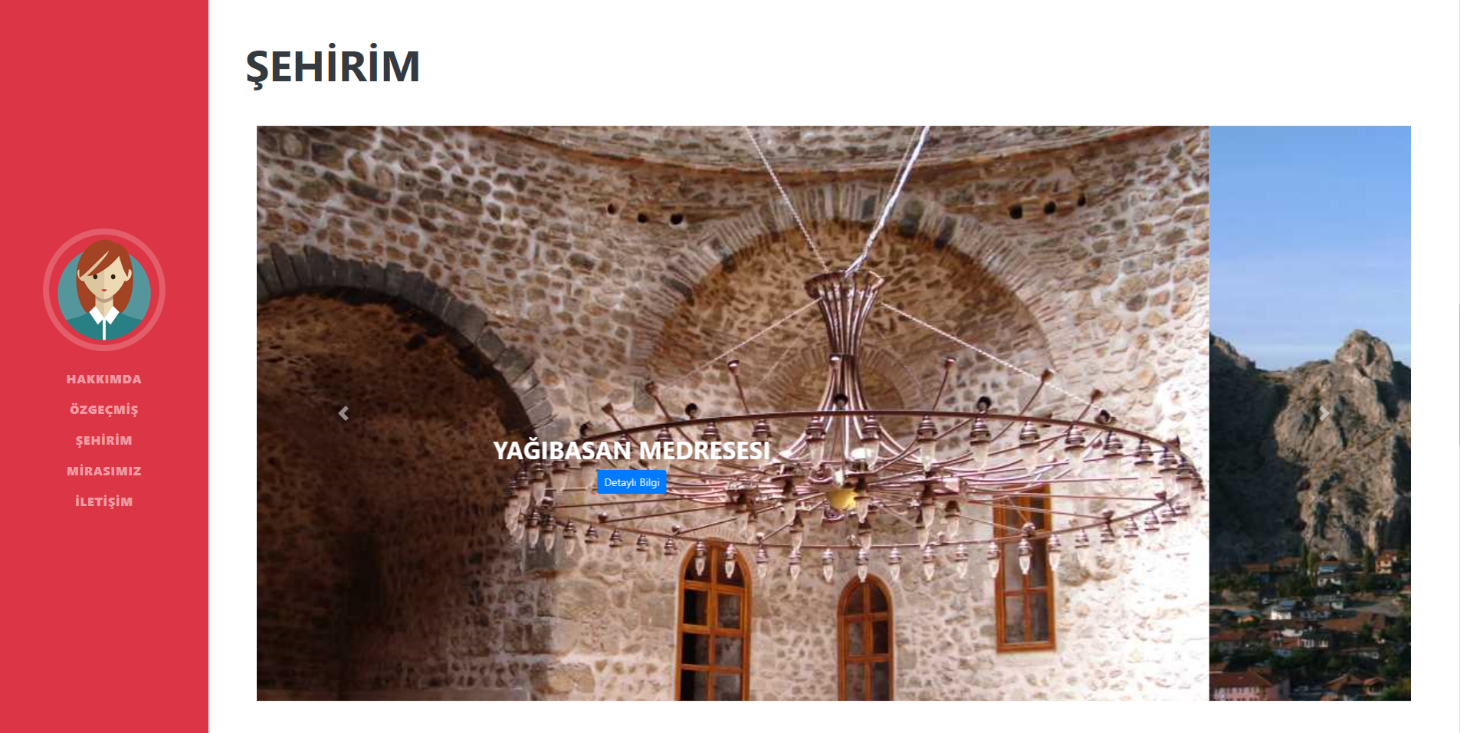 HAKKIMDA
ÖZGEÇMİŞ
ŞEHİRİM
MİRASIMIZ
İLETİŞİM
ŞEHİRİM
YAĞIBASAN MEDRESESI
Detaylı Bilgi